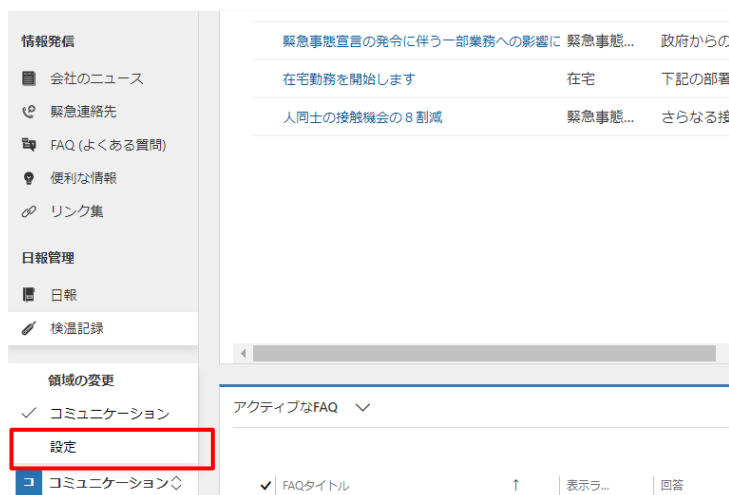 情報発信
会社のニュース
緊急連絡先
FAQ (よくある質問)
便利な情報
リンク集
日報管理
日報
検温記録
領域の変更
コミュニケーション
設定
コ コミュニケーション
緊急事態宣言の発令に伴う一部業務への影響に 緊急事態... 政府からの
在宅勤務を開始します 在宅 下記の部署
人同士の接触機会の8割減 緊急事態... さらなる接
アクティブなFAQ
FAQタイトル ↑ 表示ラ... 回答